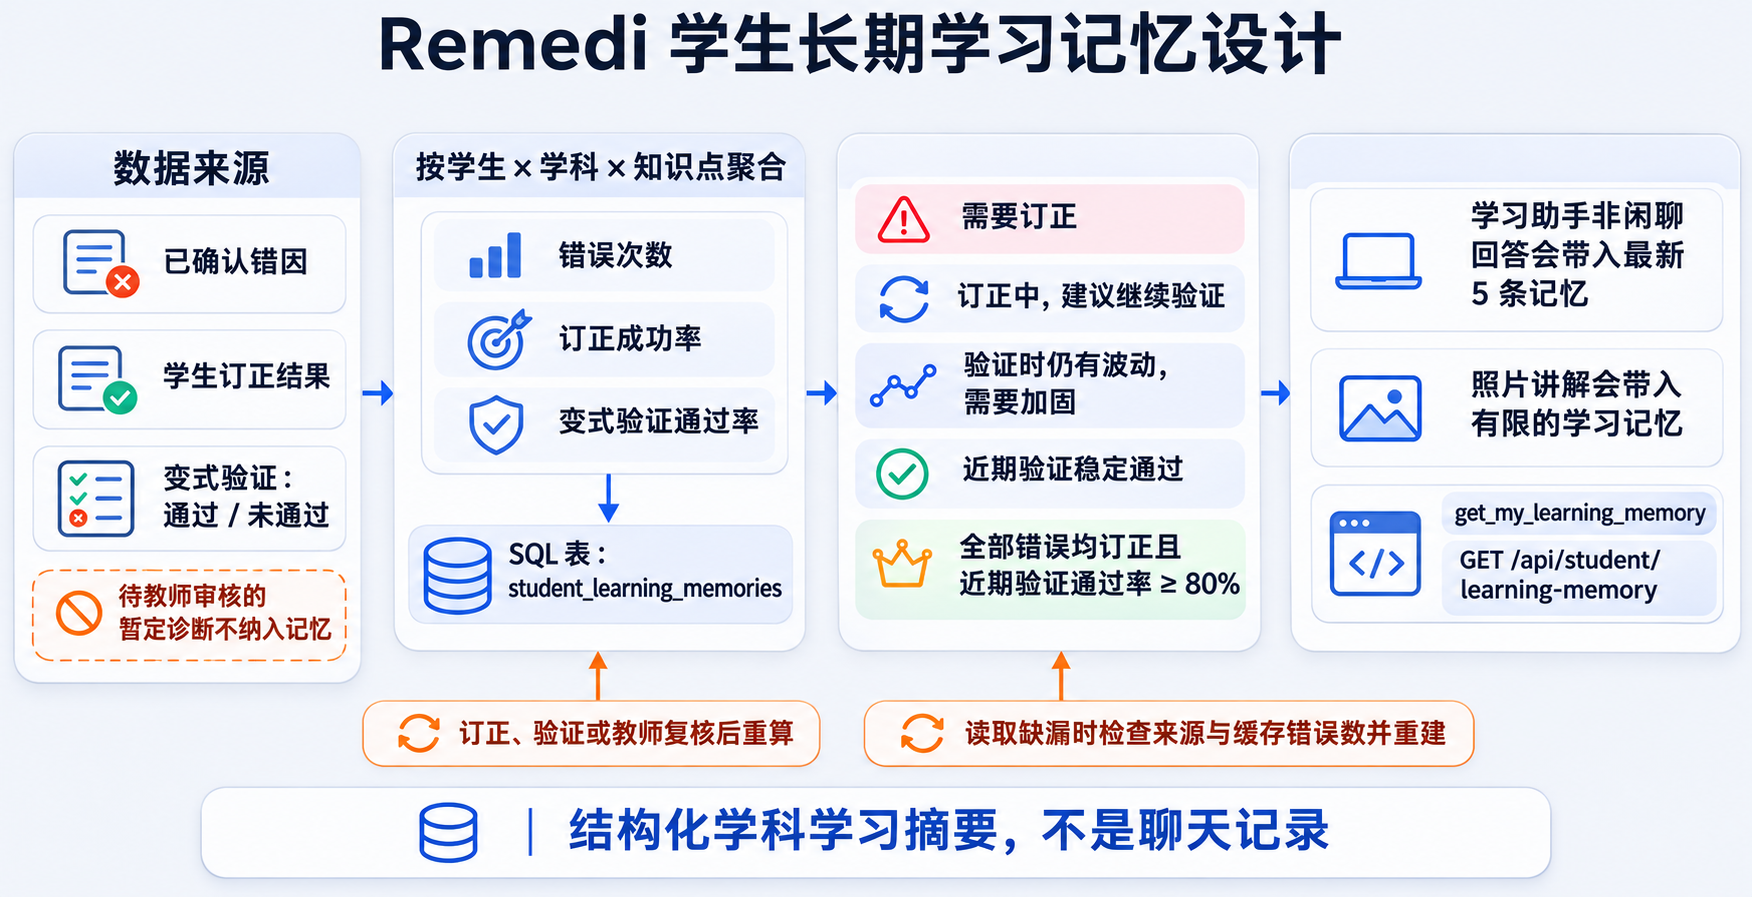 Remedi 学生长期学习记忆设计
数据来源
已确认错因
学生订正结果
变式验证：
通过 / 未通过
待教师审核的
暂定诊断不纳入记忆
按学生 × 学科 × 知识点聚合
错误次数
订正成功率
变式验证通过率
SQL 表：
student_learning_memories
需要订正
订正中，建议继续验证
验证时仍有波动，
需要加固
近期验证稳定通过
全部错误均订正且
近期验证通过率 ≥ 80%
学习助手非闲聊
回答会带入最新
5 条记忆
照片讲解会带入
有限的学习记忆
get_my_learning_memory
GET /api/student/
learning-memory
订正、验证或教师复核后重算
读取缺漏时检查来源与缓存错误数并重建
结构化学科学习摘要，不是聊天记录